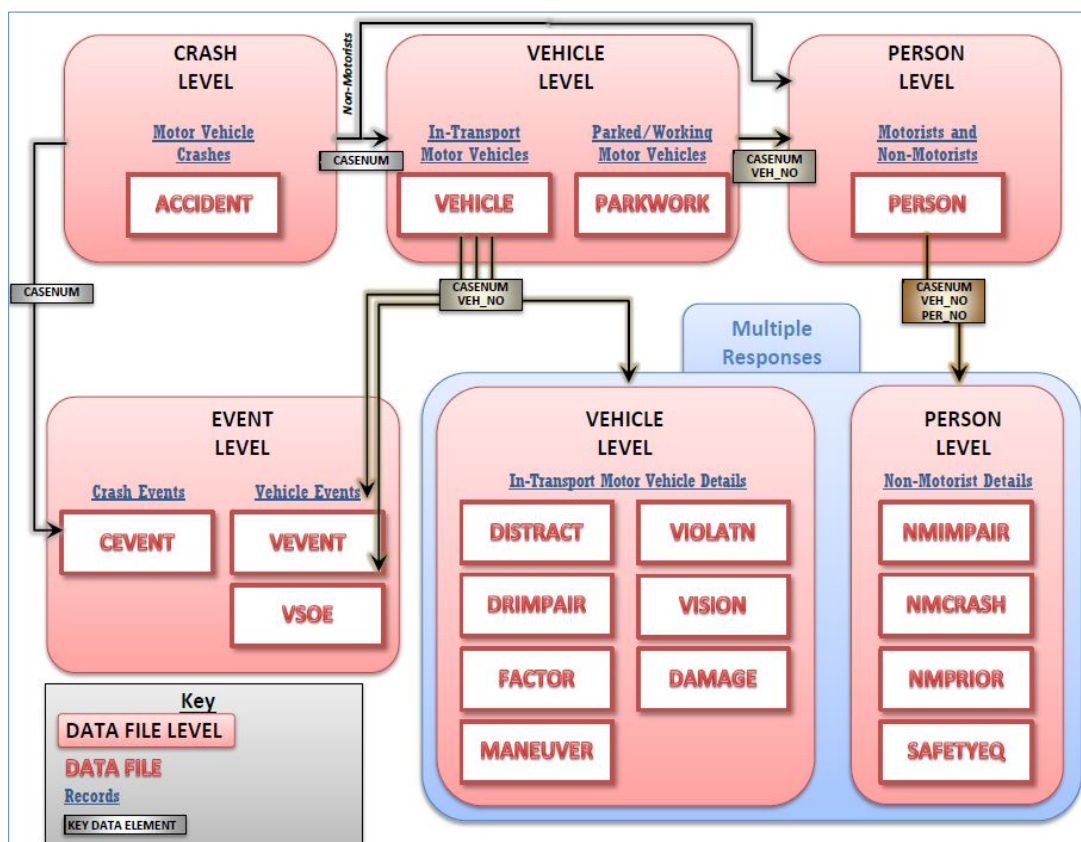 CRASH
LEVEL
Motor Vehicle
Crashes
ACCIDENT
Non-Motorists
CASENUM
VEHICLE
LEVEL
In-Transport
Motor Vehicles
VEHICLE
Parked/Working
Motor Vehicles
PARKWORK
CASENUM
VEH_NO
PERSON
LEVEL
Motorists and
Non-Motorists
PERSON
CASENUM
CASENUM
VEH_NO
CASENUM
VEH_NO
PER_NO
Multiple
Responses
EVENT
LEVEL
Crash Events
CEVENT
Vehicle Events
VEVENT
VSOE
VEHICLE
LEVEL
In-Transport Motor Vehicle Details
DISTRACT
VIOLATN
DRIMPAIR
VISION
FACTOR
DAMAGE
MANEUVER
PERSON
LEVEL
Non-Motorist Details
NMIMPAIR
NMCRASH
NMPRIOR
SAFETYEQ
Key
DATA FILE LEVEL
DATA FILE
Records
KEY DATA ELEMENT